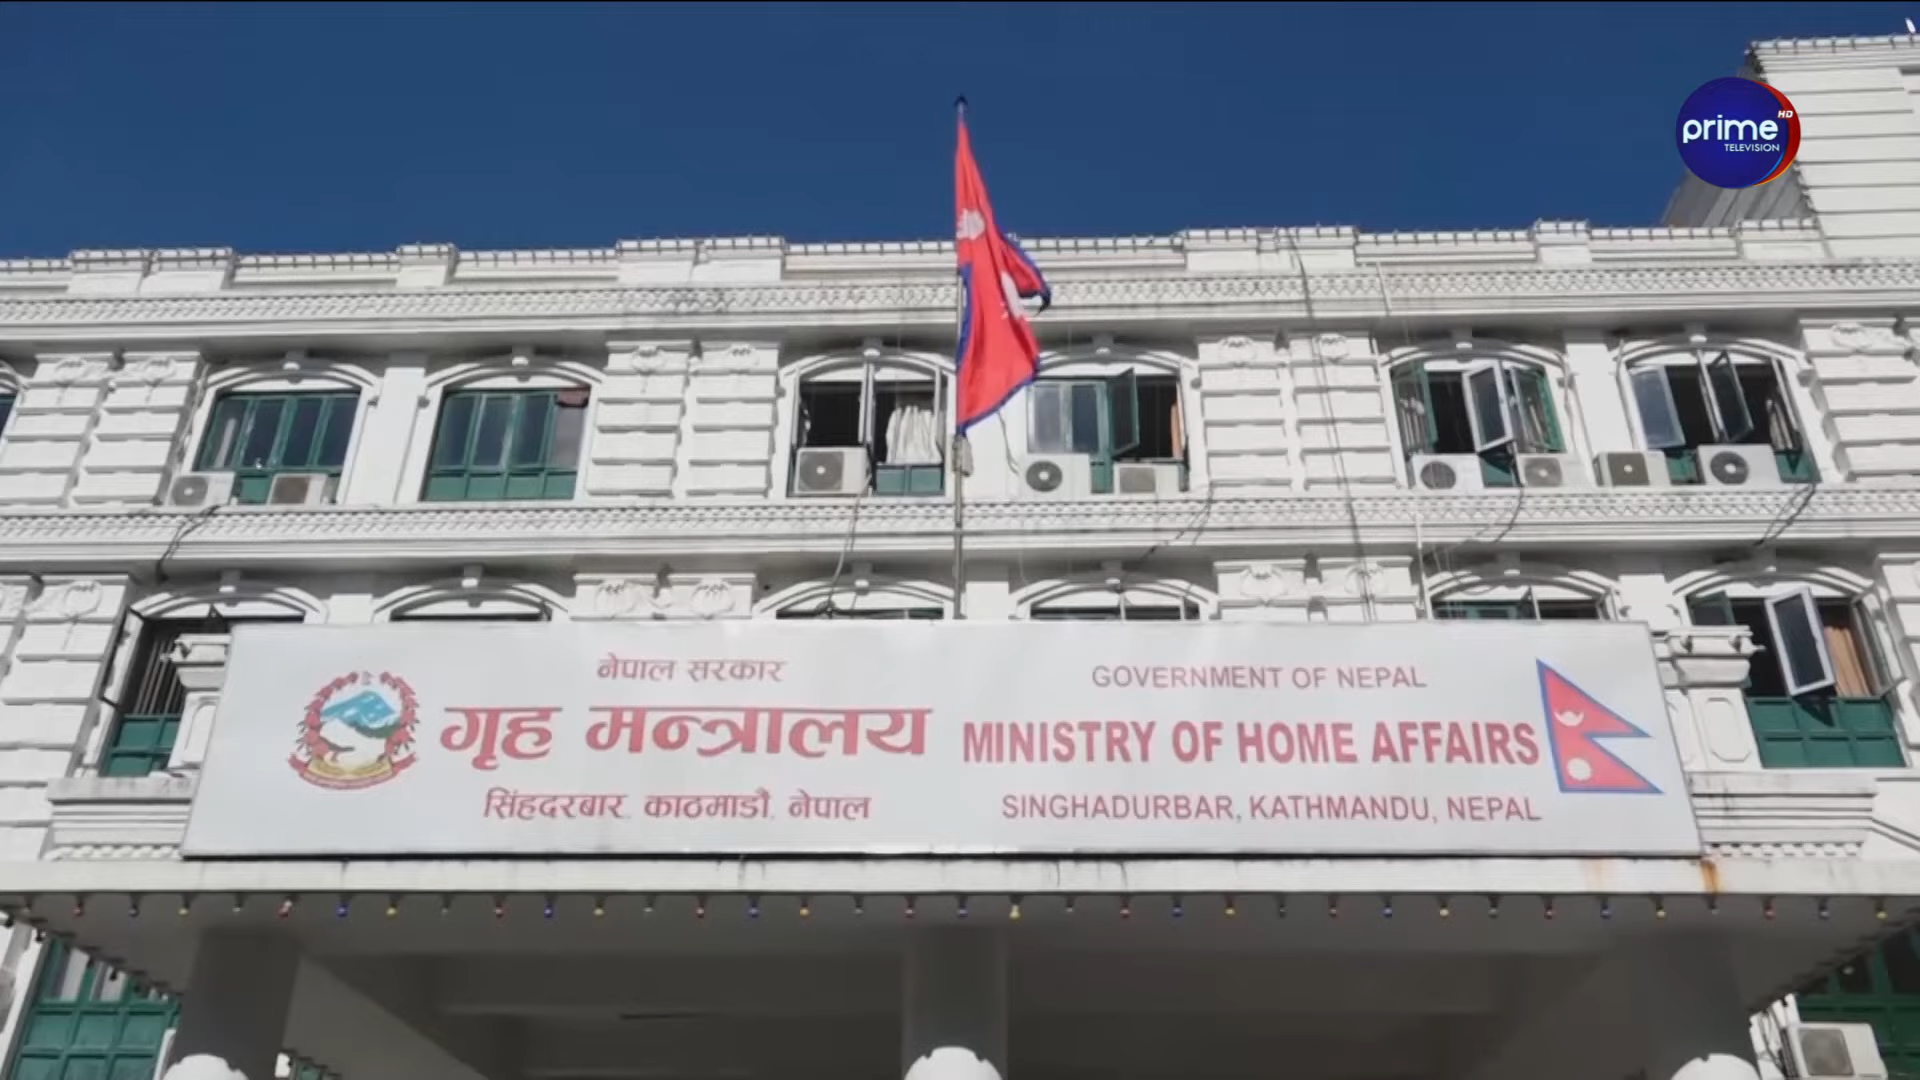 prime HD
TELEVISION
नेपाल सरकार
गृह मन्त्रालय
सिंहदरबार, काठमाडौं, नेपाल
GOVERNMENT OF NEPAL
MINISTRY OF HOME AFFAIRS
SINGHADURBAR, KATHMANDU, NEPAL